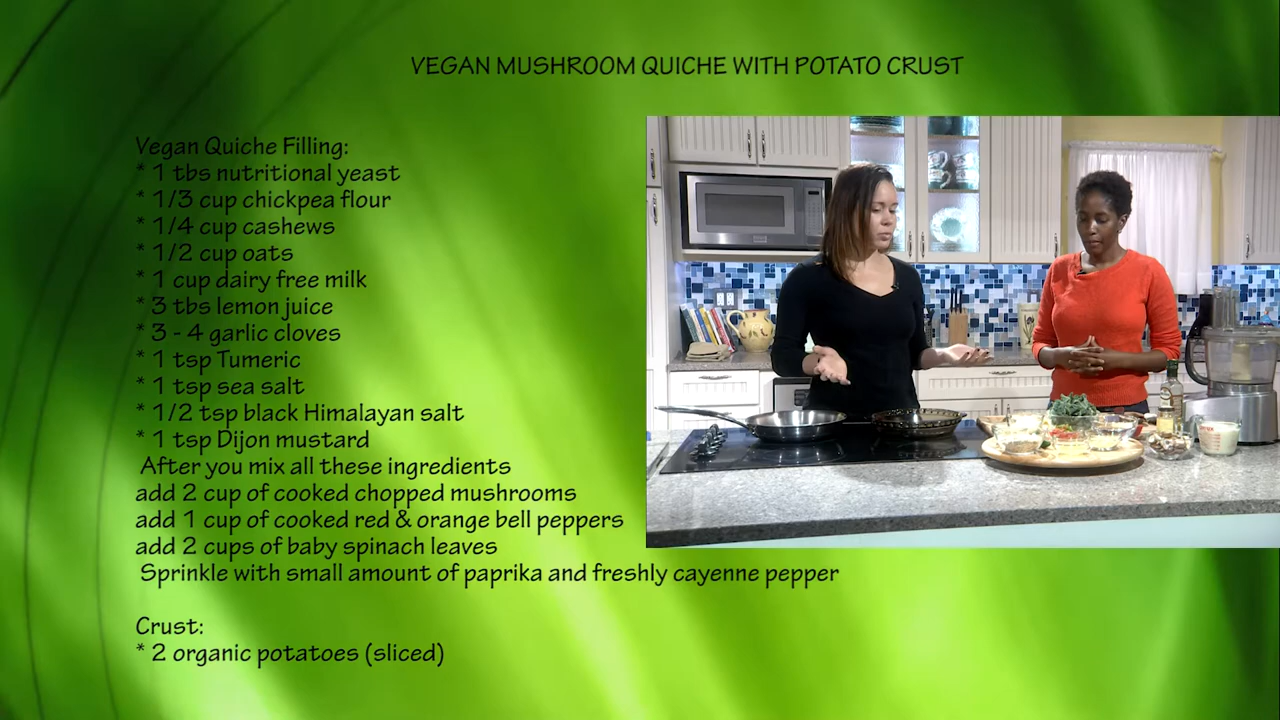 VEGAN MUSHROOM QUICHE WITH POTATO CRUST
Vegan Quiche Filling:
* 1 tbs nutritional yeast
* 1/3 cup chickpea flour
* 1/4 cup cashews
* 1/2 cup oats
* 1 cup dairy free milk
* 3 tbs lemon juice
* 3 - 4 garlic cloves
* 1 tsp Tumeric
* 1 tsp sea salt
* 1/2 tsp black Himalayan salt
* 1 tsp Dijon mustard
After you mix all these ingredients
add 2 cup of cooked chopped mushrooms
add 1 cup of cooked red & orange bell peppers
add 2 cups of baby spinach leaves
Sprinkle with small amount of paprika and freshly cayenne pepper
Crust:
* 2 organic potatoes (sliced)